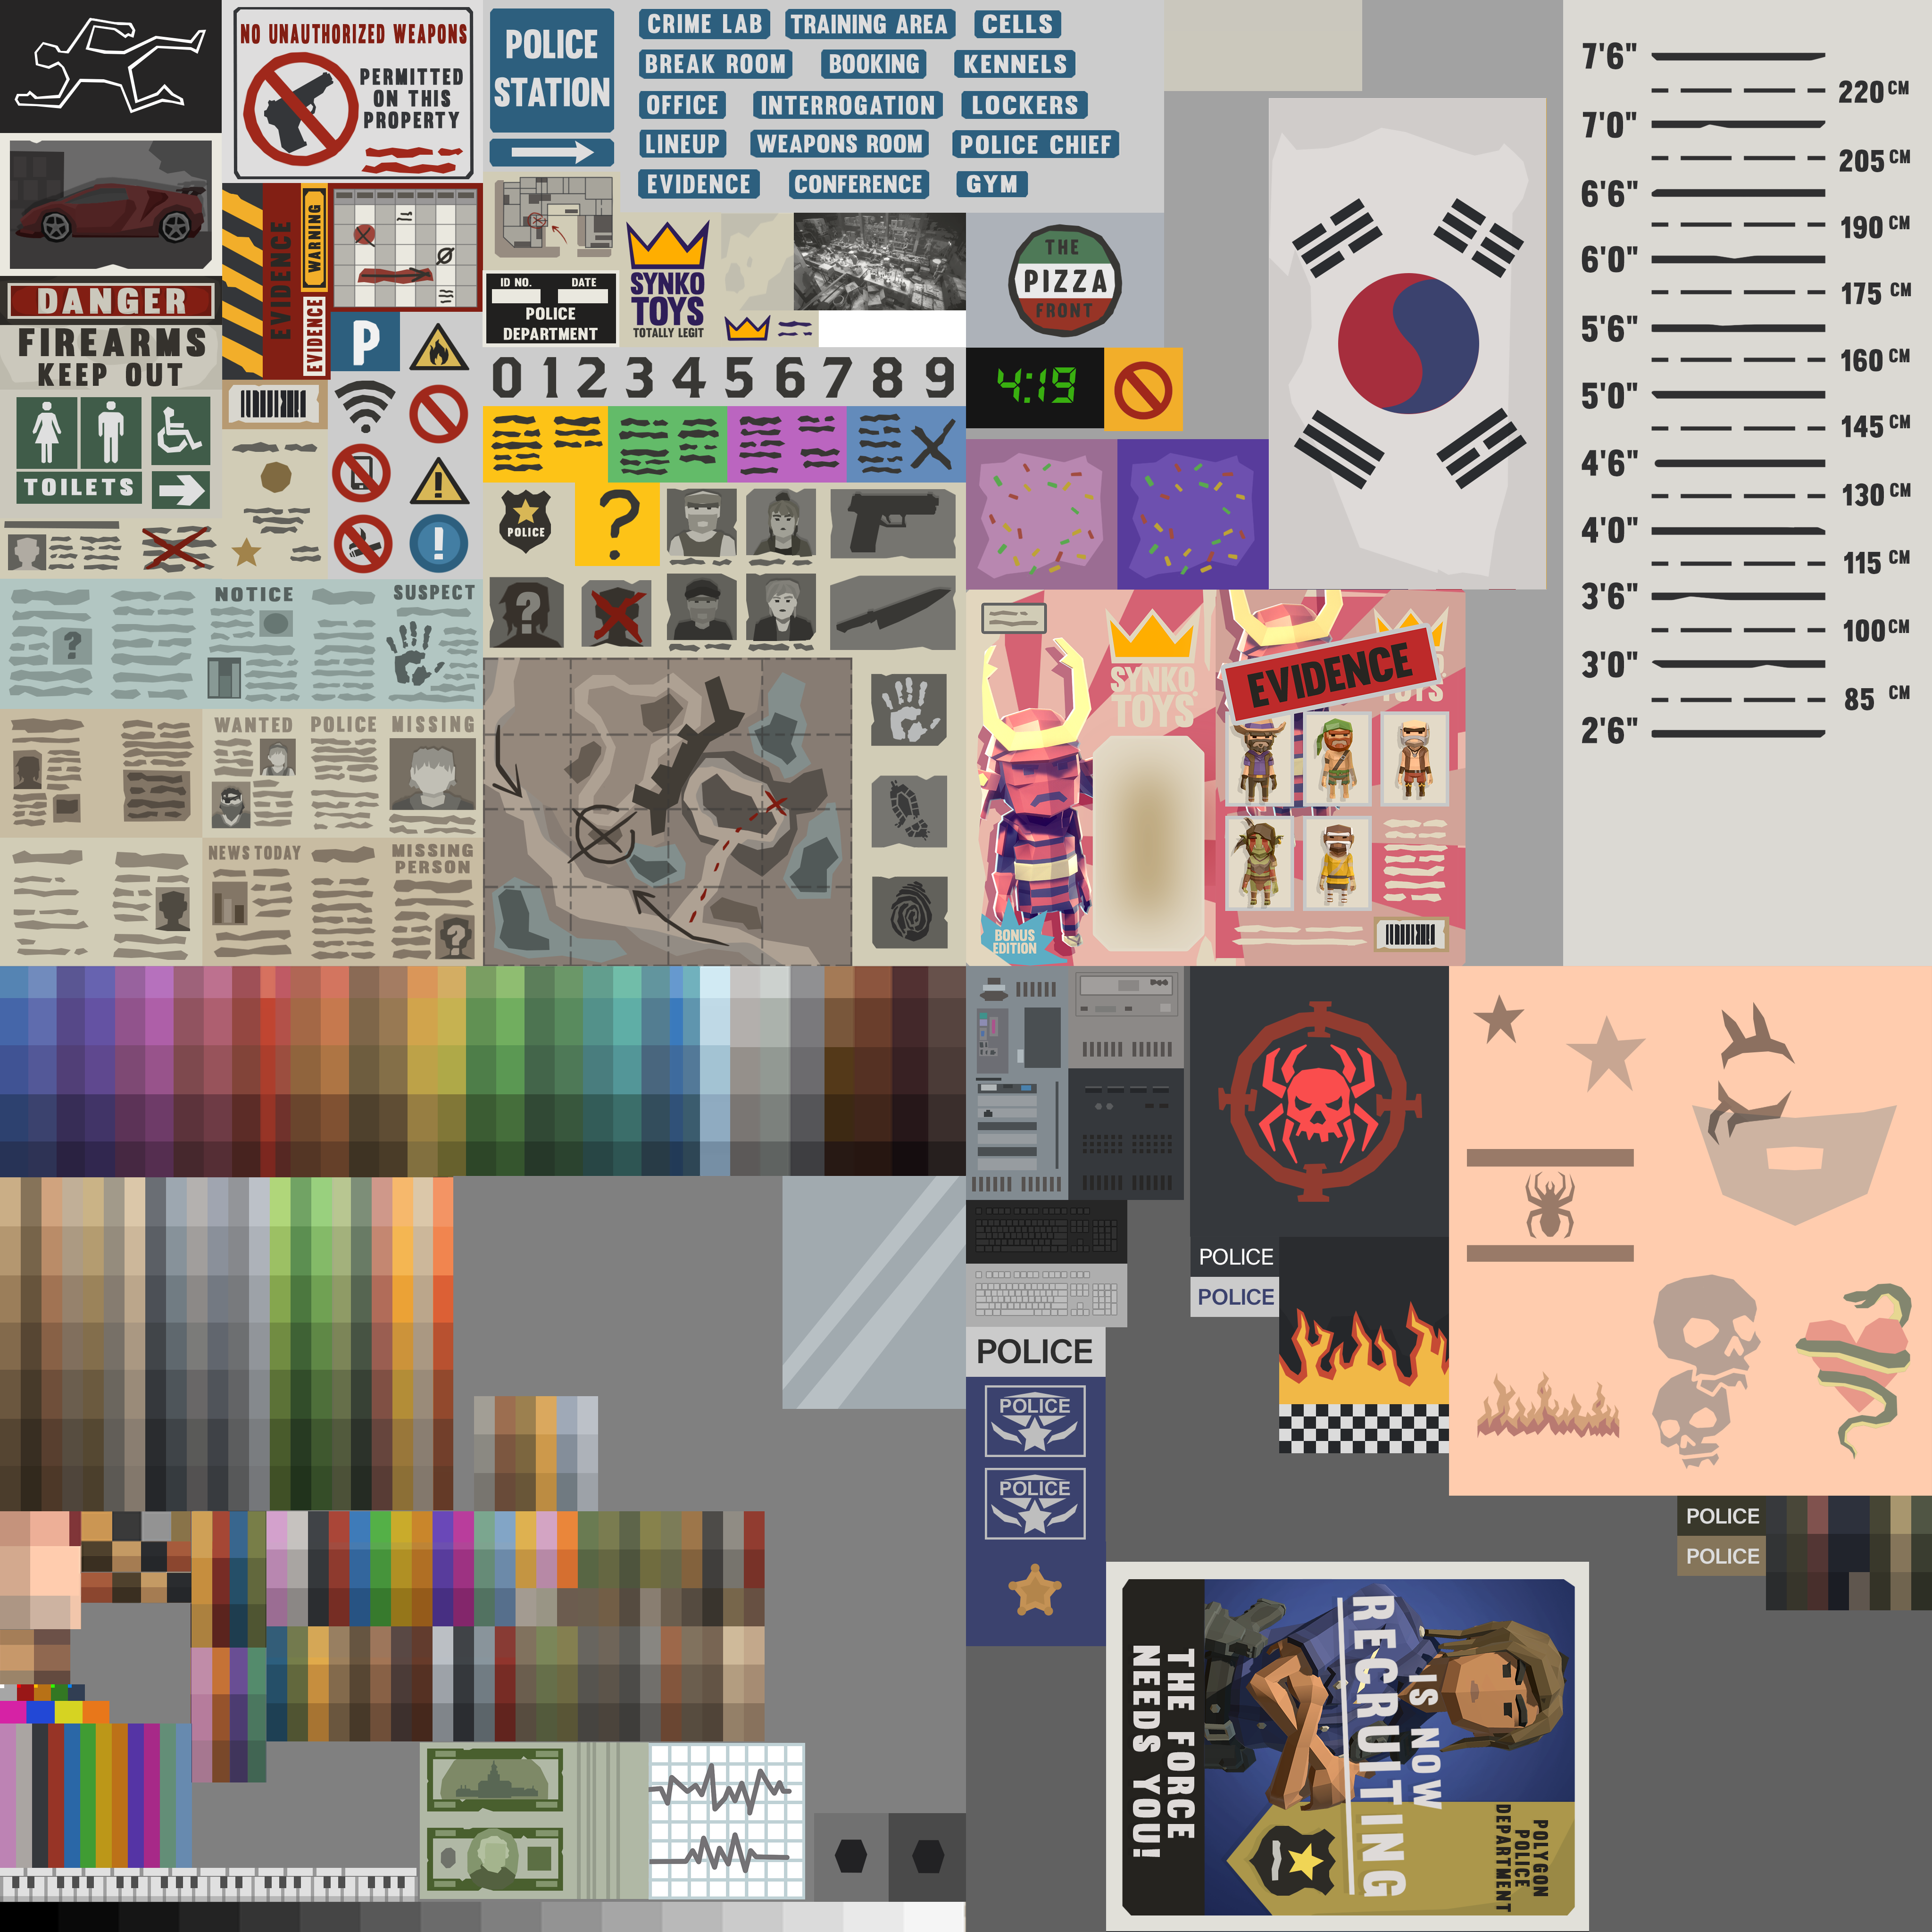 NO UNAUTHORIZED WEAPONS
PERMITTED
ON THIS
PROPERTY
POLICE
STATION
CRIME LAB
TRAINING AREA
CELLS
BREAK ROOM
BOOKING
KENNELS
OFFICE
INTERROGATION
LOCKERS
LINEUP
WEAPONS ROOM
POLICE CHIEF
EVIDENCE
CONFERENCE
GYM
DANGER
FIREARMS
KEEP OUT
EVIDENCE
WARNING
EVIDENCE
P
ID NO.
DATE
POLICE
DEPARTMENT
SYNKO
TOYS
TOTALLY LEGIT
THE
PIZZA
FRONT
0 1 2 3 4 5 6 7 8 9
4:19
TOILETS
POLICE
?
?
NOTICE
SUSPECT
?
WANTED
POLICE
MISSING
NEWS TODAY
MISSING
PERSON
?
SYNKO
TOYS
BONUS
EDITION
EVIDENCE
7'6"
220 CM
7'0"
205 CM
6'6"
190 CM
6'0"
175 CM
5'6"
160 CM
5'0"
145 CM
4'6"
130 CM
4'0"
115 CM
3'6"
100 CM
3'0"
85 CM
2'6"
POLICE
POLICE
POLICE
POLICE
POLICE
POLICE
POLICE
IS NOW
RECRUITING
THE FORCE
NEEDS YOU!
POLYGON
POLICE
DEPARTMENT